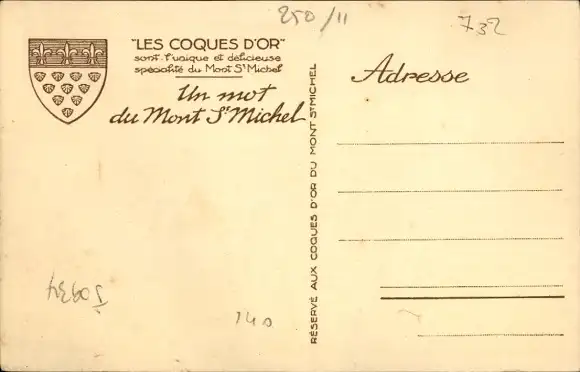 250/11
732
"LES COQUES D'OR"
sont l'unique et délicieuse
spécialité du Mont St Michel
Un mot
du Mont St Michel
RÉSERVÉ AUX COQUES D'OR DU MONT ST MICHEL
Adresse
140